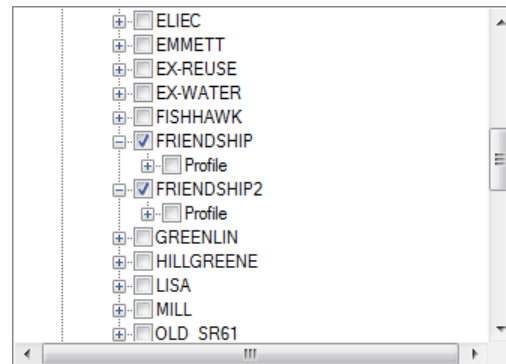 ELIEC
EMMETT
EX-REUSE
EX-WATER
FISHHAWK
FRIENDSHIP
Profile
FRIENDSHIP2
Profile
GREENLIN
HILLGREENE
LISA
MILL
OLD_SR61